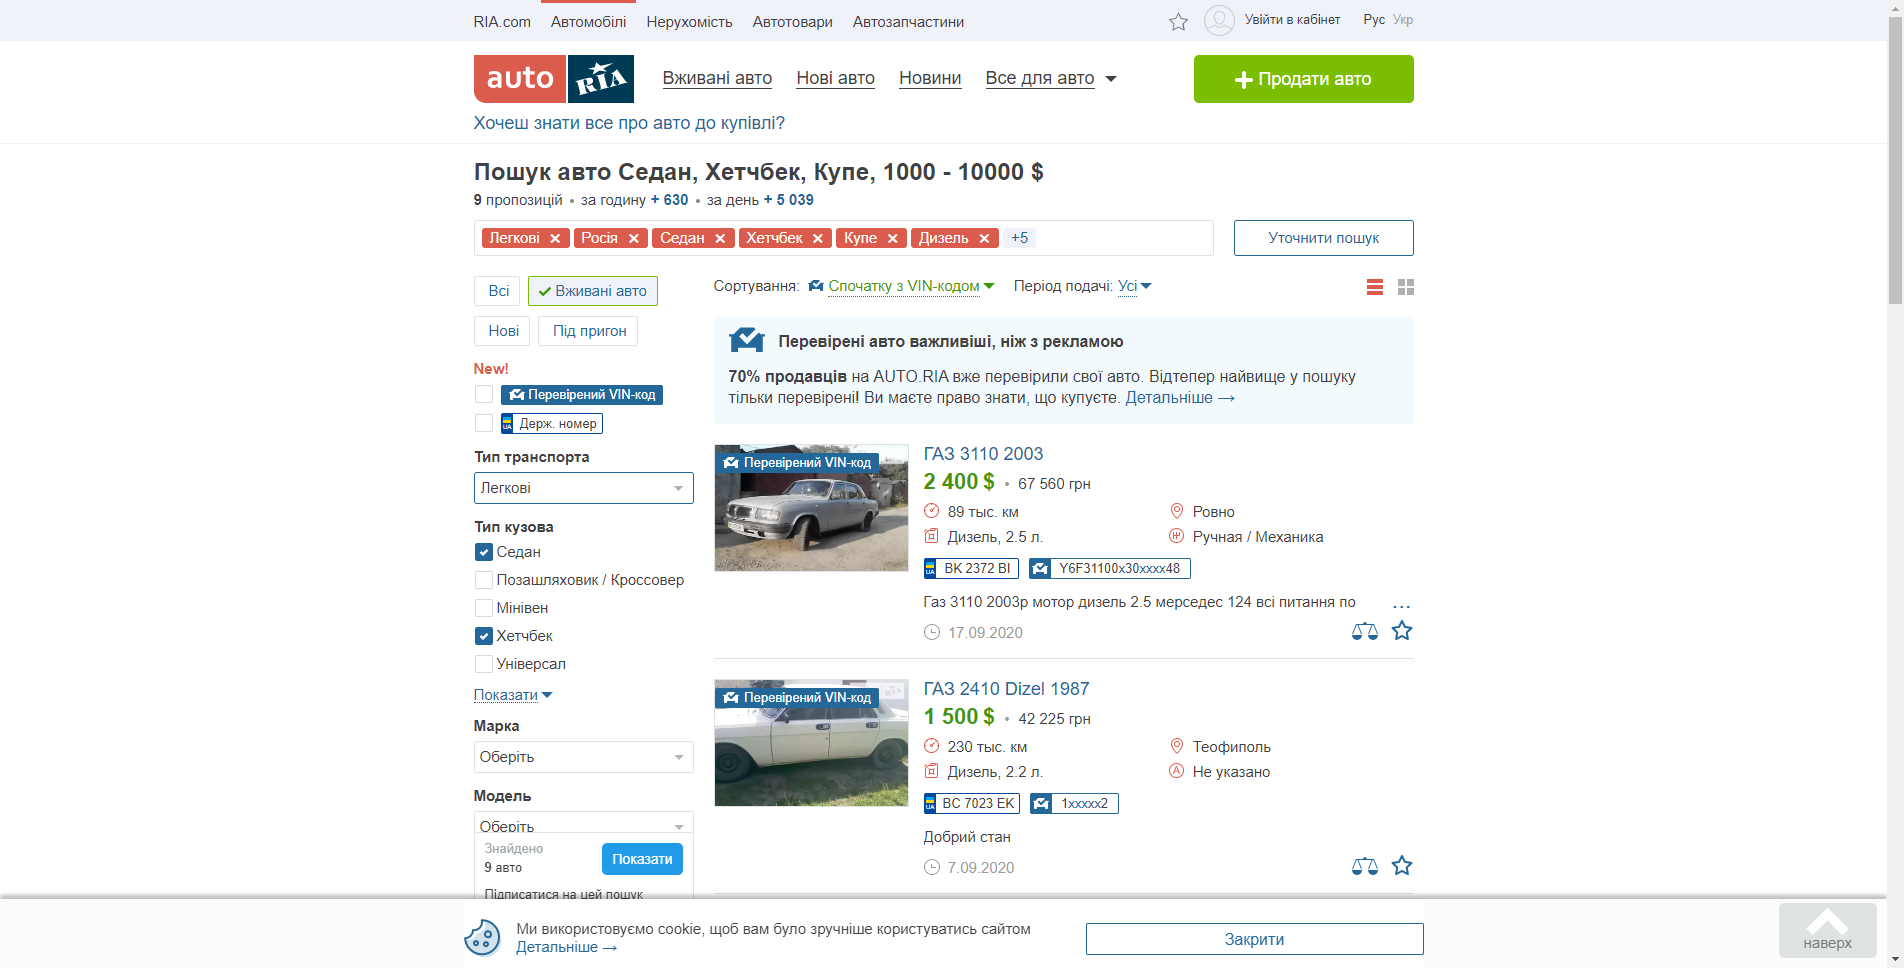 RIA.com Автомобілі Нерухомість Автотовари Автозапчастини Увійти в кабінет Рус Укр
auto RIA Вживані авто Нові авто Новини Все для авто Продати авто
Хочеш знати все про авто до купівлі?
Пошук авто Седан, Хетчбек, Купе, 1000 - 10000 $
9 пропозицій • за годину + 630 • за день + 5 039
Легкові Росія Седан Хетчбек Купе Дизель +5 Уточнити пошук
Всі Вживані авто
Нові Під пригон
New!
Перевірений VIN-код
UA Держ. номер
Тип транспорта
Легкові
Тип кузова
Седан
Позашляховик / Кроссовер
Мінівен
Хетчбек
Універсал
Показати
Марка
Оберіть
Модель
Оберіть
Знайдено
9 авто
Показати
Підписатися на цей пошук
Сортування: Спочатку з VIN-кодом Період подачі: Усі
Перевірені авто важливіші, ніж з рекламою
70% продавців на AUTO.RIA вже перевірили свої авто. Відтепер найвище у пошуку
тільки перевірені! Ви маєте право знати, що купуєте. Детальніше →
Перевірений VIN-код
ГАЗ 3110 2003
2 400 $ • 67 560 грн
89 тыс. км Ровно
Дизель, 2.5 л. Ручная / Механика
UA BK 2372 BI Y6F31100x30xxxx48
Газ 3110 2003р мотор дизель 2.5 мерседес 124 всі питання по ...
17.09.2020
Перевірений VIN-код
ГАЗ 2410 Dizel 1987
1 500 $ • 42 225 грн
230 тыс. км Теофиполь
Дизель, 2.2 л. Не указано
UA BC 7023 EK 1xxxxx2
Добрий стан
7.09.2020
Ми використовуємо cookie, щоб вам було зручніше користуватись сайтом
Детальніше →
Закрити
наверх